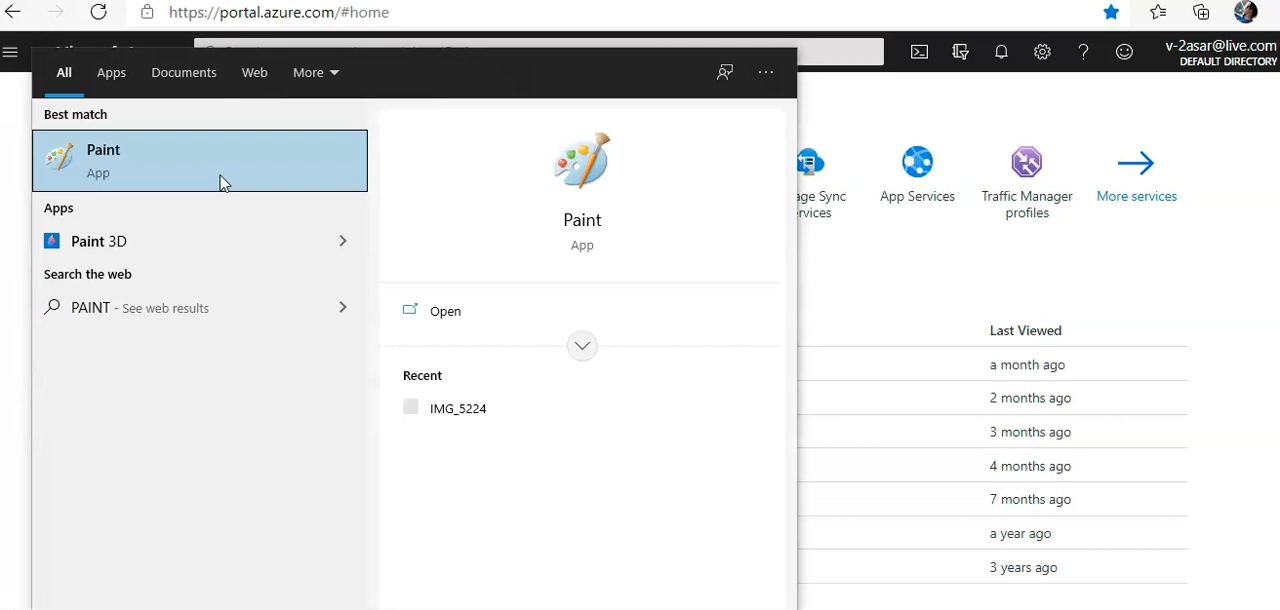 https://portal.azure.com/#home
v-2asar@live.com
DEFAULT DIRECTORY
All
Apps
Documents
Web
More
Best match
Paint
App
Apps
Paint 3D
Search the web
PAINT - See web results
Paint
App
Open
Recent
IMG_5224
App Services
Traffic Manager
profiles
More services
Last Viewed
a month ago
2 months ago
3 months ago
4 months ago
7 months ago
a year ago
3 years ago